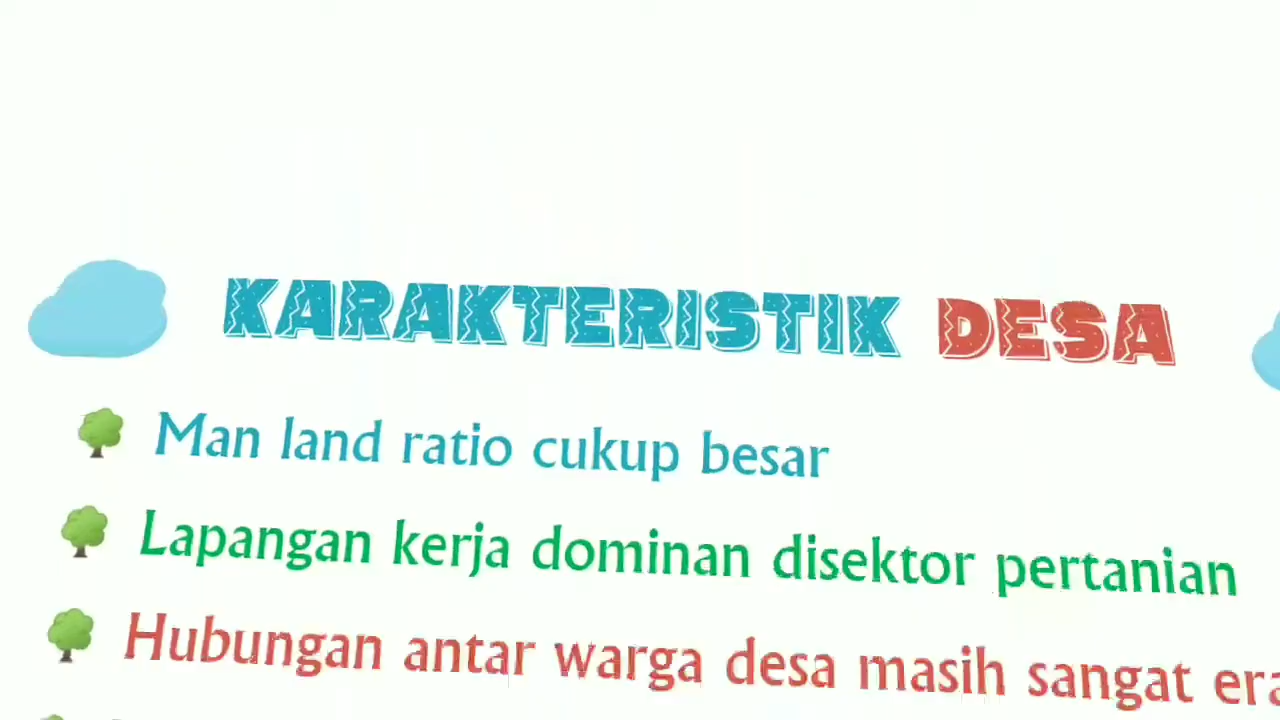 KARAKTERISTIK DESA
Man land ratio cukup besar
Lapangan kerja dominan disektor pertanian
Hubungan antar warga desa masih sangat